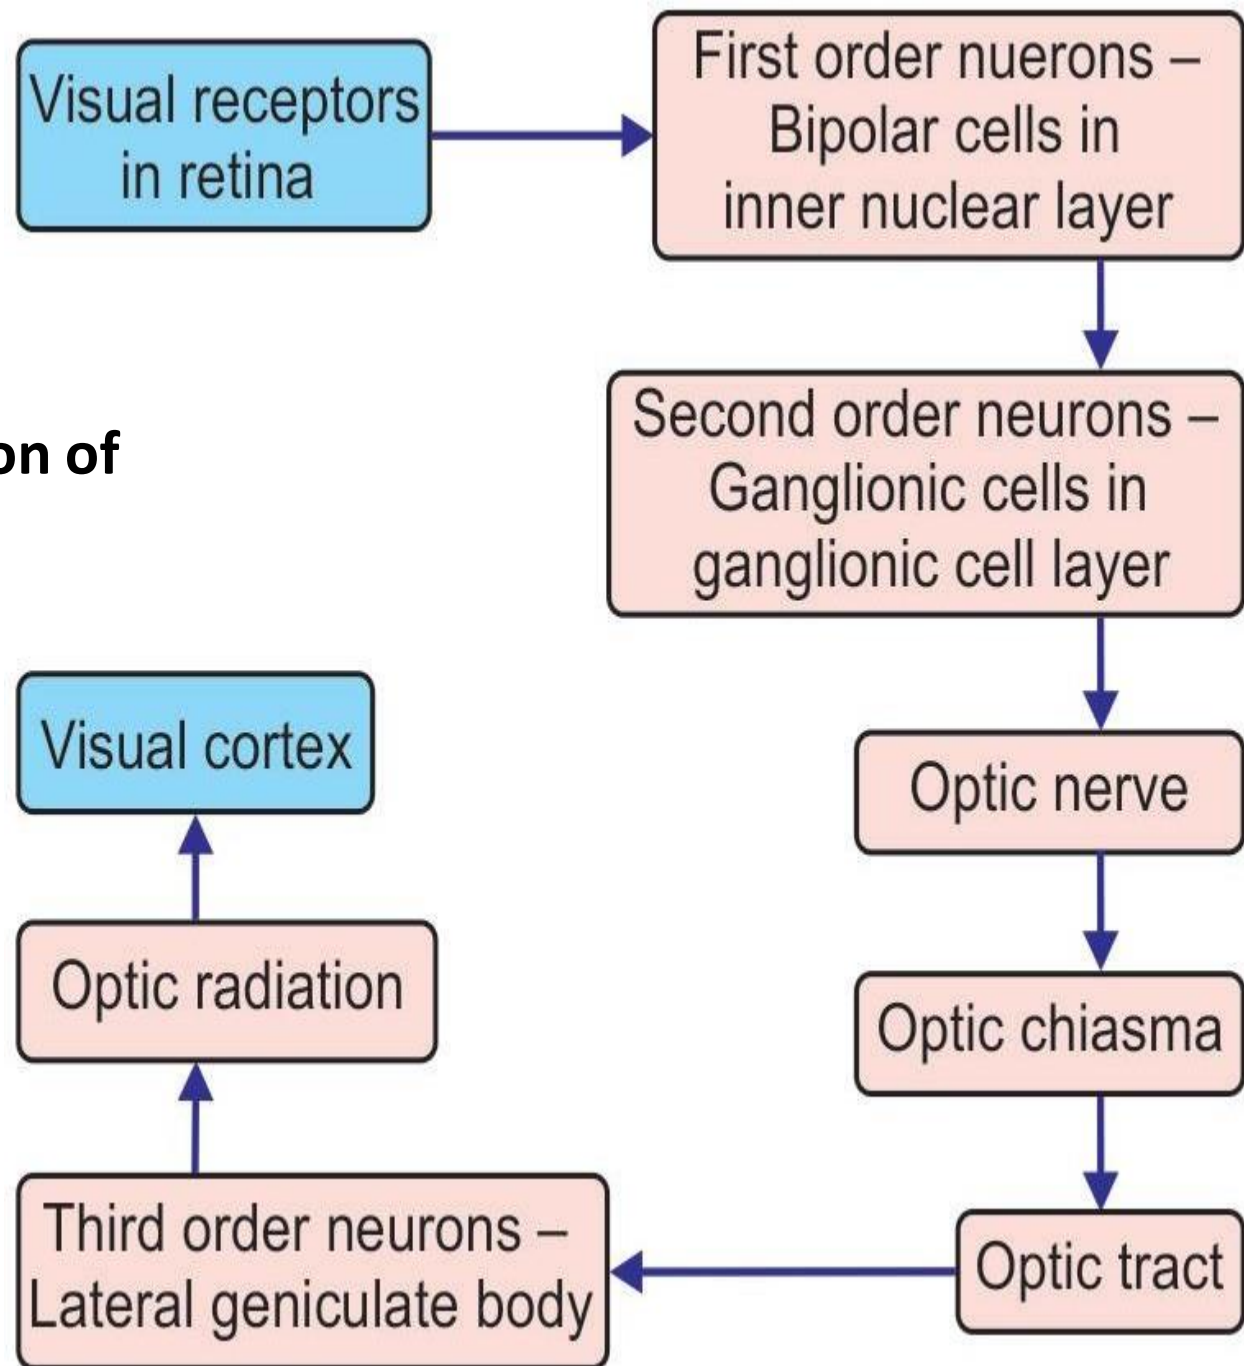 Visual receptors
in retina
First order nuerons –
Bipolar cells in
inner nuclear layer
Second order neurons –
Ganglionic cells in
ganglionic cell layer
on of
Optic nerve
Optic chiasma
Optic tract
Third order neurons –
Lateral geniculate body
Optic radiation
Visual cortex